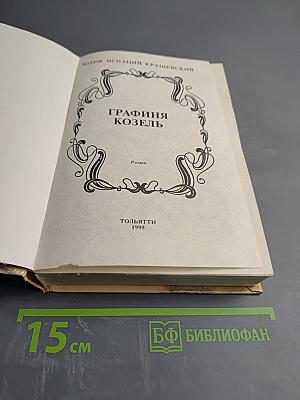 ЮЗЕФ ИГНАЦИЙ КРАШЕВСКИЙ
ГРАФИНЯ
КОЗЕЛЬ
Роман
ТОЛЬЯТТИ
1995
15 см
БФ БИБЛИОФАН